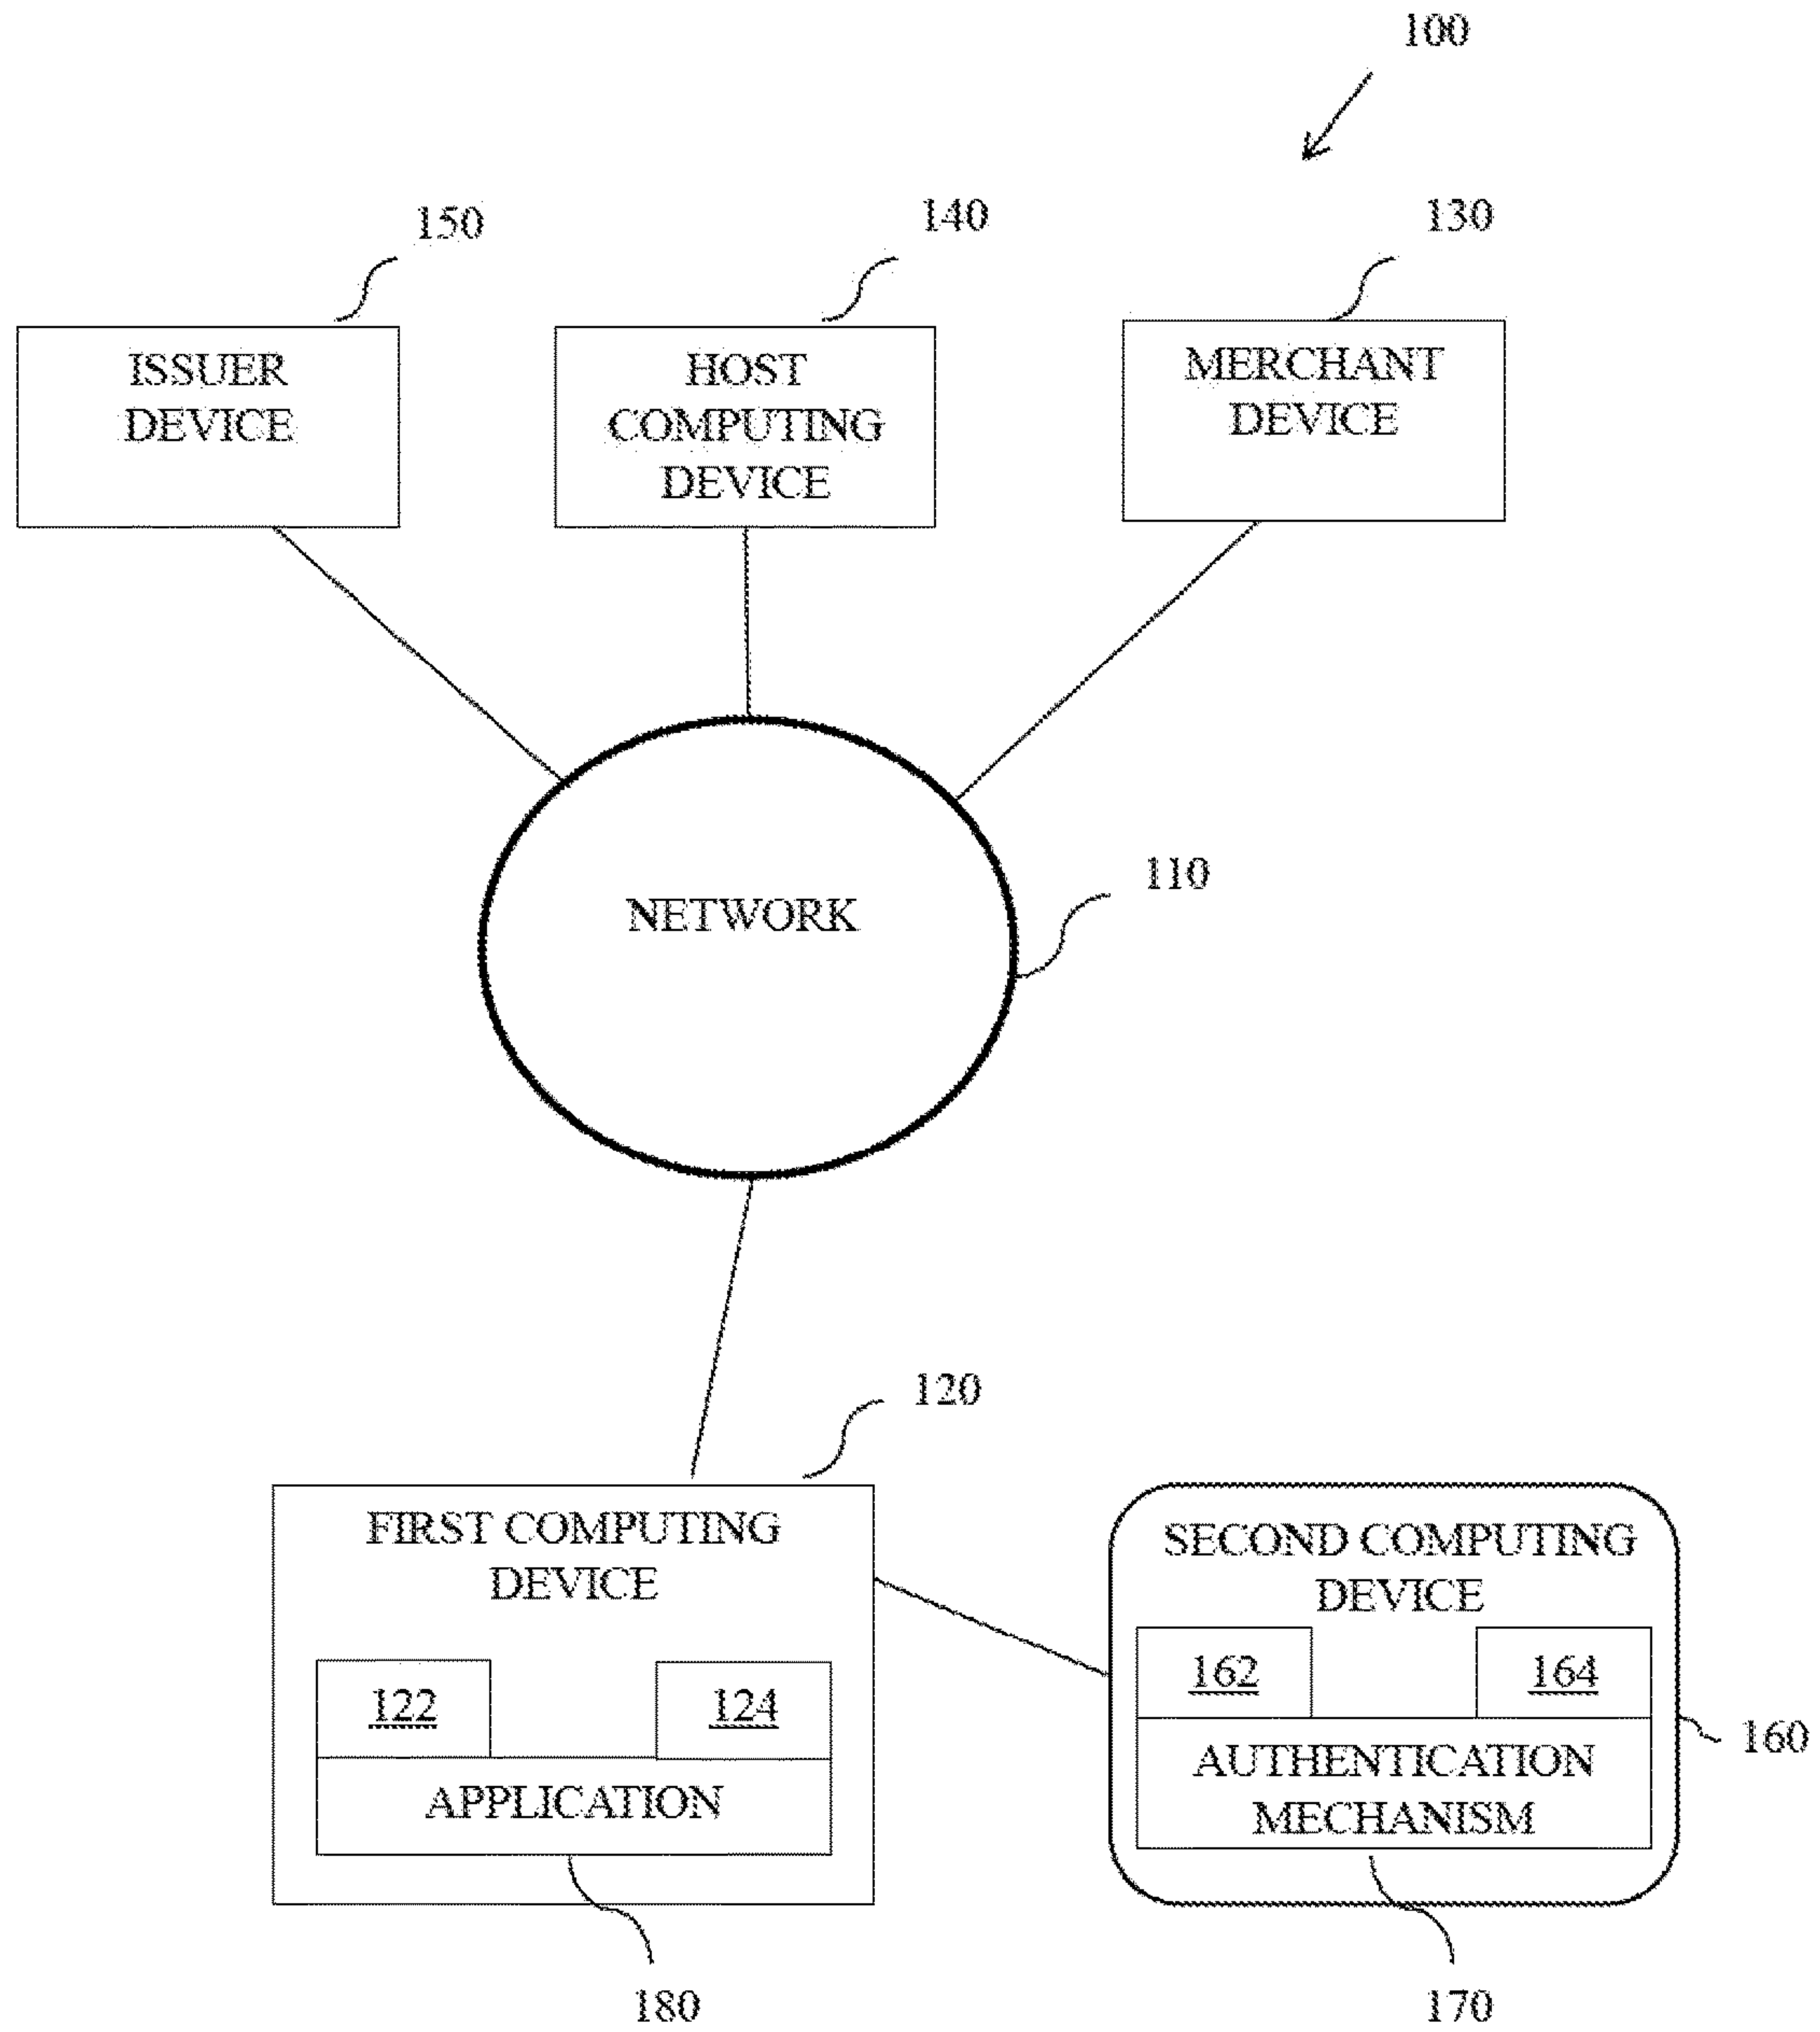 100
150
140
130
ISSUER
DEVICE
HOST
COMPUTING
DEVICE
MERCHANT
DEVICE
NETWORK
110
120
FIRST COMPUTING
DEVICE
122
124
APPLICATION
180
SECOND COMPUTING
DEVICE
162
164
AUTHENTICATION
MECHANISM
160
170